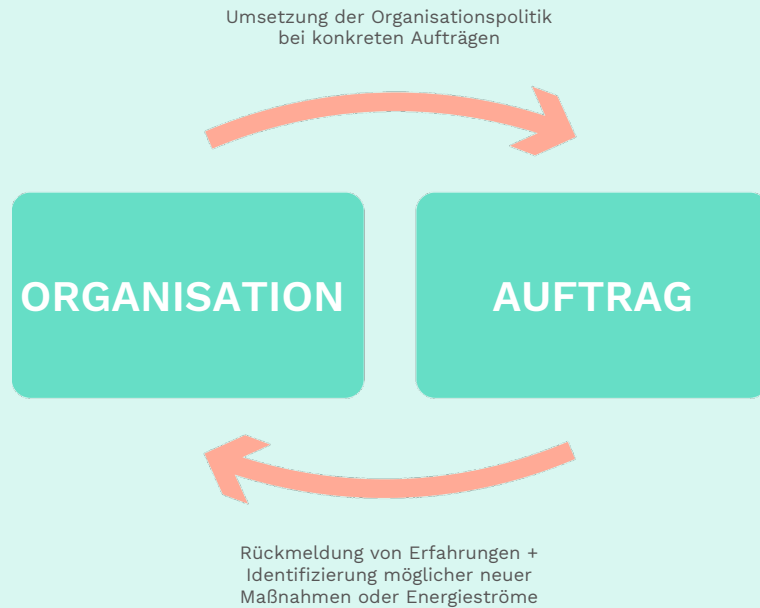 Umsetzung der Organisationspolitik
bei konkreten Aufträgen
ORGANISATION
AUFTRAG
Rückmeldung von Erfahrungen +
Identifizierung möglicher neuer
Maßnahmen oder Energieströme